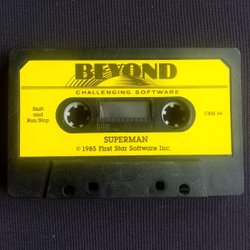 BEYOND
CHALLENGING SOFTWARE
Shift
and
Run/Stop
CBM 64
SUPERMAN
© 1985 First Star Software Inc.